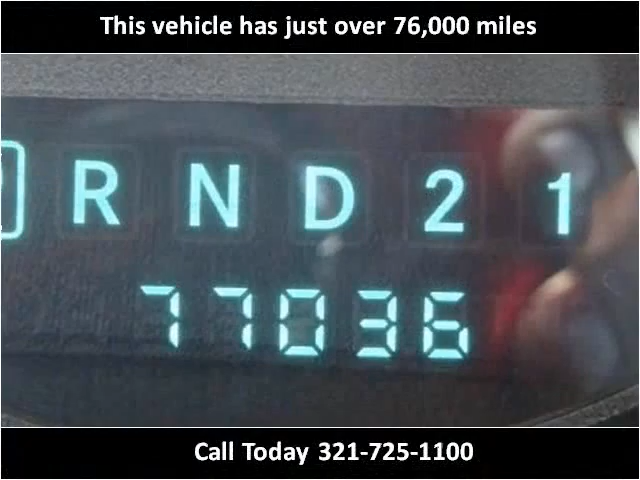 This vehicle has just over 76,000 miles
R N D 2 1
77036
Call Today 321-725-1100